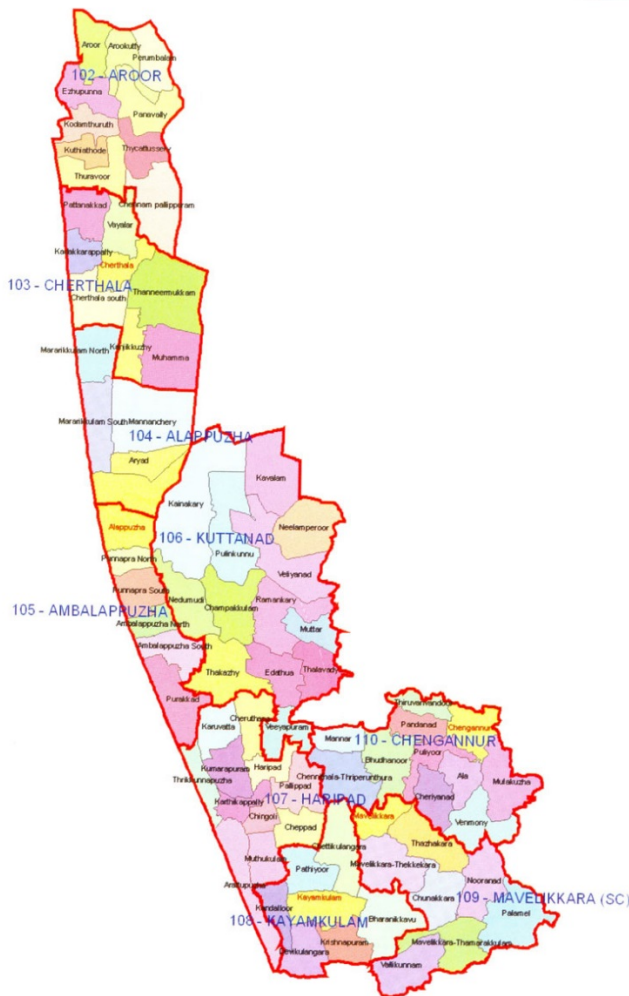 Aroor
Arookutty
Perumbalam
102 - AROOR
Ezhupunna
Panavally
Kodamthuruth
Kuthiathode
Thycattussery
Thuravoor
Chennam pallippuram
Pattanakkad
Vayalar
Kadakkarappally
Cherthala
103 - CHERTHALA
Thanneermukkam
Cherthala south
Mararikkulam North
Kanjikkuzhy
Muhamma
Mararikkulam South
Mannanchery
104 - ALAPPUZHA
Aryad
Kavalam
Kainakary
Alappuzha
Neelamperoor
106 - KUTTANAD
Punnapra North
Pulinkunnu
Veliyanad
Punnapra South
Nedumudi
Champakkulam
Ramankary
105 - AMBALAPPUZHA
Ambalappuzha North
Muttar
Ambalappuzha South
Thakazhy
Edathua
Thalavady
Purakkad
Thiruvanvandoor
Karuvatta
Cheruthana
Veeyapuram
Pandanad
Chengannur
Mannar
110 - CHENGANNUR
Budhanoor
Puliyoor
Kumarapuram
Haripad
Thrikkunnapuzha
Pallippad
Chennithala-Thriperunthura
Ala
Mulakuzha
Karthikappally
107 - HARIPAD
Cheriyanad
Chingoli
Cheppad
Mavelikkara
Venmony
Muthukulam
Chettikulangara
Thazhakara
Pathiyoor
Mavelikkara-Thekkekara
Arattupuzha
Nooranad
Kayamkulam
Chunakkara
109 - MAVELIKKARA (SC)
Kandalloor
Palamel
108 - KAYAMKULAM
Bharanikkavu
Krishnapuram
Mavelikkara-Thamarakkulam
Devikulangara
Vallikunnam